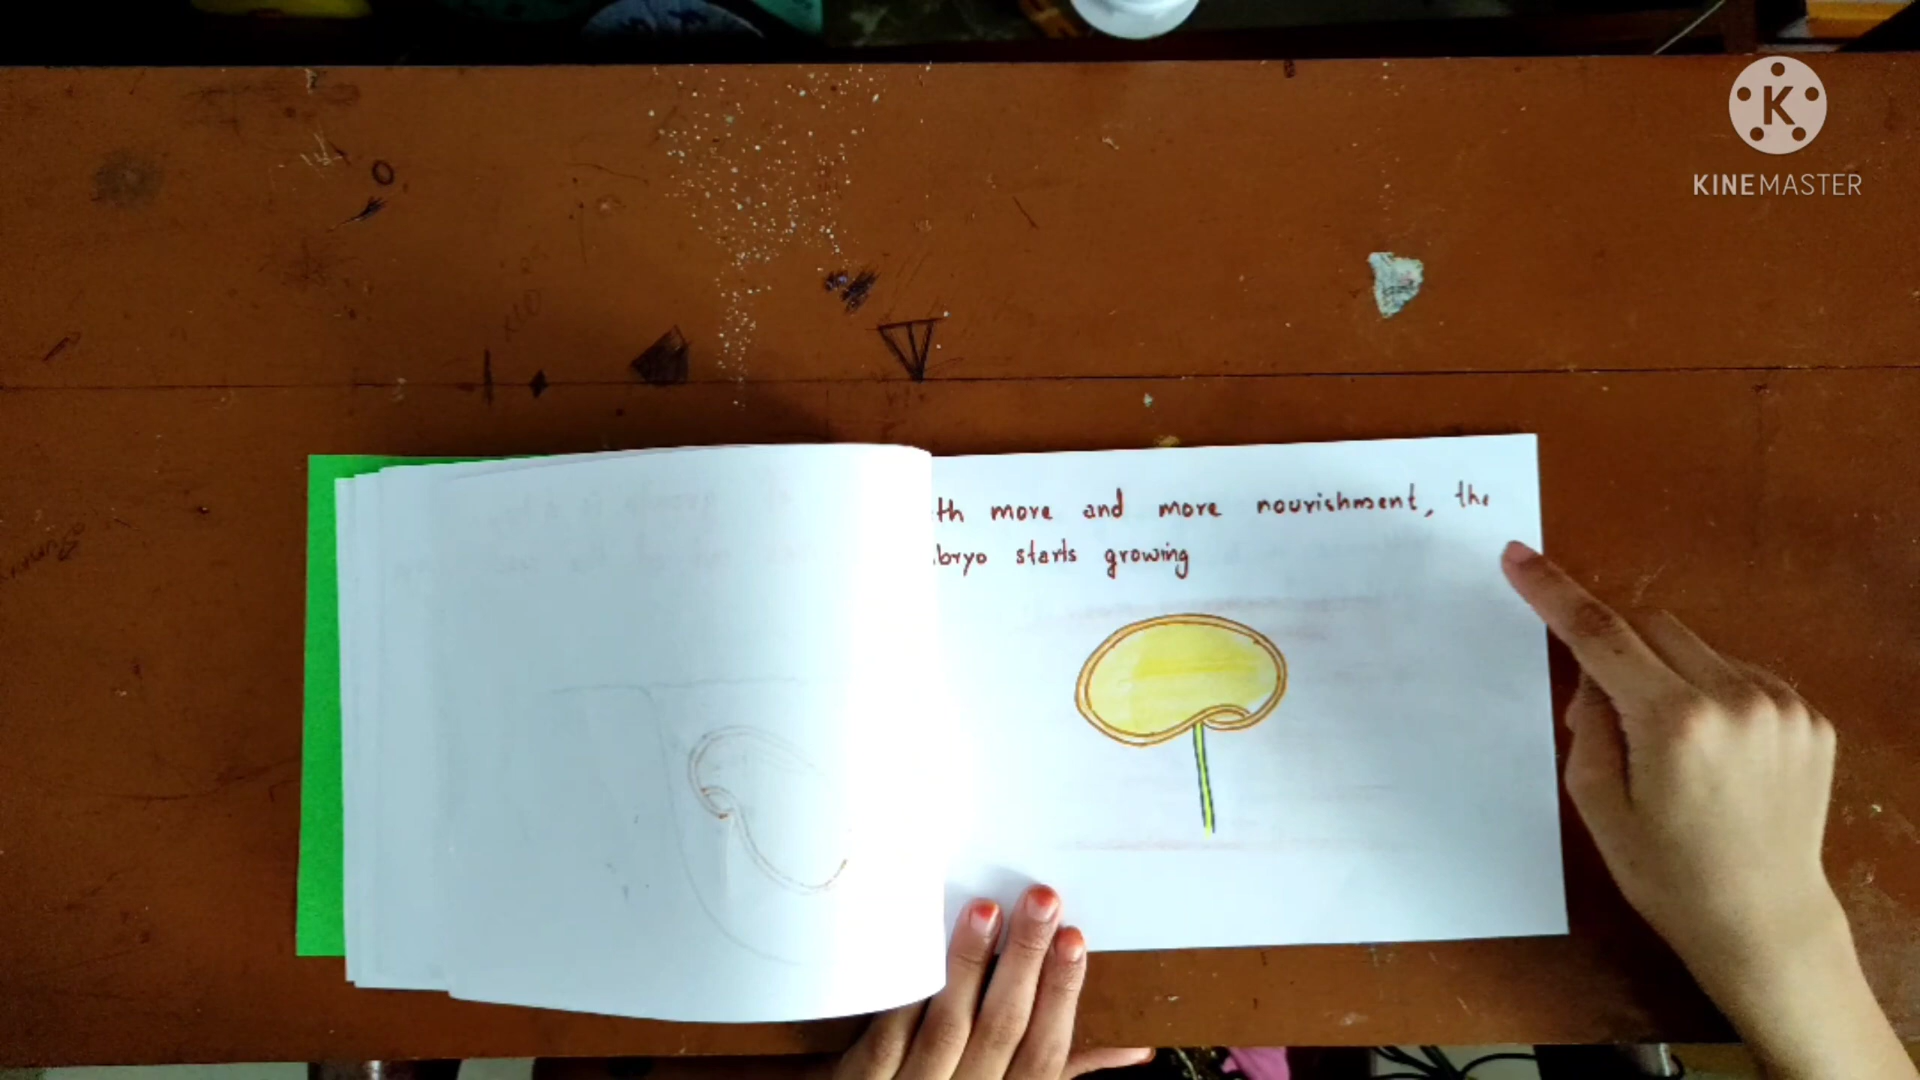 KINEMASTER
th more and more nourishment, the
bryo starts growing